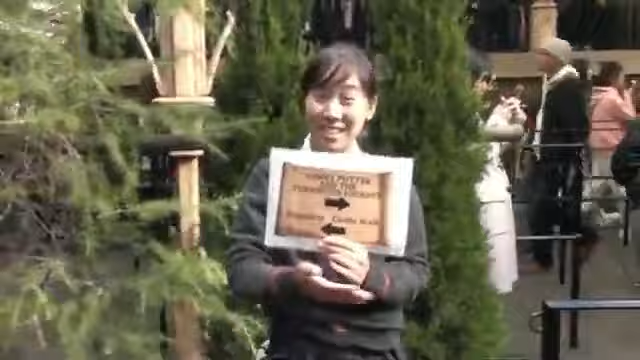 HARRY POTTER
AND THE
FORBIDDEN JOURNEY
Castle Walk